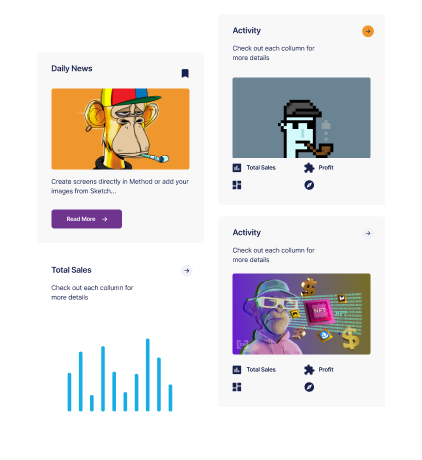 Daily News
Create screens directly in Method or add your
images from Sketch...
Read More
Total Sales
Check out each column for
more details
Activity
Check out each column for
more details
Total Sales
Profit
Activity
Check out each column for
more details
NFT
Total Sales
Profit